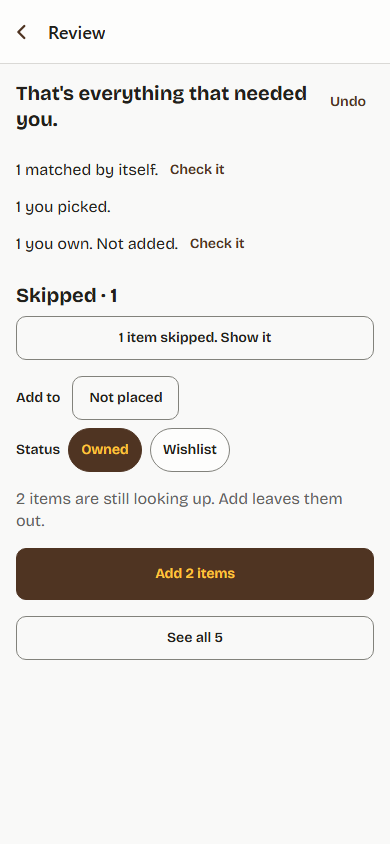 Review
That's everything that needed
you.
Undo
1 matched by itself. Check it
1 you picked.
1 you own. Not added. Check it
Skipped · 1
1 item skipped. Show it
Add to Not placed
Status Owned Wishlist
2 items are still looking up. Add leaves them
out.
Add 2 items
See all 5